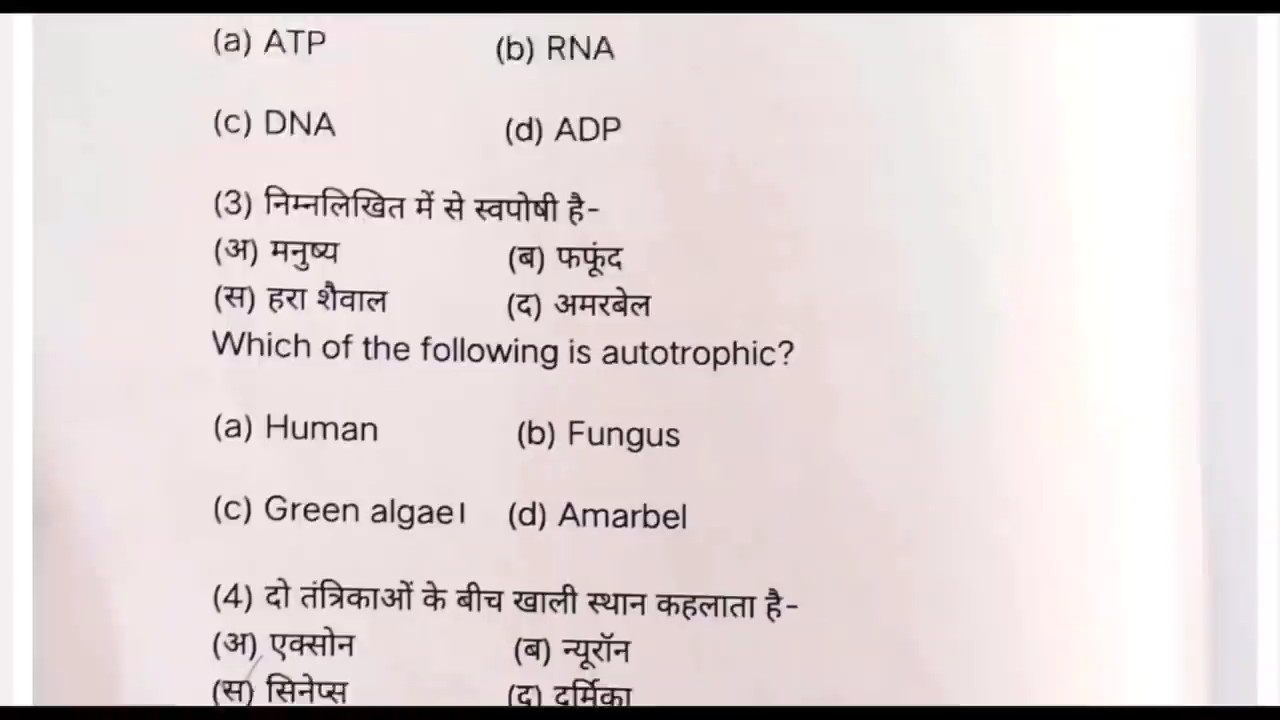 (a) ATP (b) RNA
(c) DNA (d) ADP
(3) निम्नलिखित में से स्वपोषी है-
(अ) मनुष्य (ब) फफूंद
(स) हरा शैवाल (द) अमरबेल
Which of the following is autotrophic?
(a) Human (b) Fungus
(c) Green algae। (d) Amarbel
(4) दो तंत्रिकाओं के बीच खाली स्थान कहलाता है-
(अ) एक्सोन (ब) न्यूरॉन
(स) सिनेप्स (द) दर्मिका